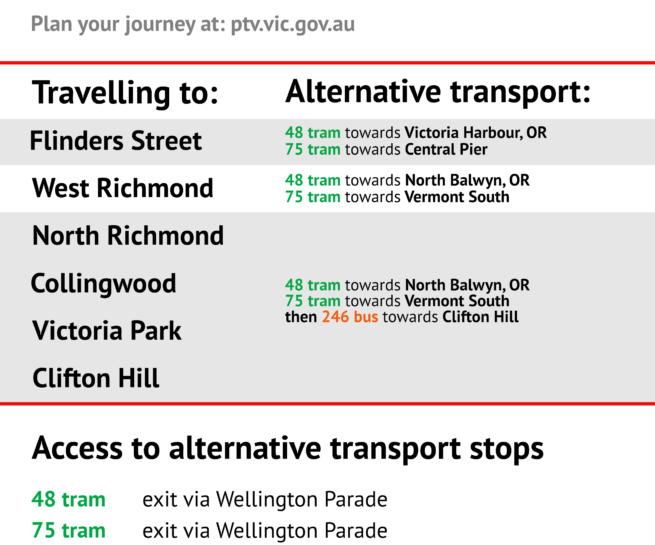 Plan your journey at: ptv.vic.gov.au
Travelling to:
Alternative transport:
Flinders Street
48 tram towards Victoria Harbour, OR
75 tram towards Central Pier
West Richmond
48 tram towards North Balwyn, OR
75 tram towards Vermont South
North Richmond
Collingwood
Victoria Park
Clifton Hill
48 tram towards North Balwyn, OR
75 tram towards Vermont South
then 246 bus towards Clifton Hill
Access to alternative transport stops
48 tram exit via Wellington Parade
75 tram exit via Wellington Parade